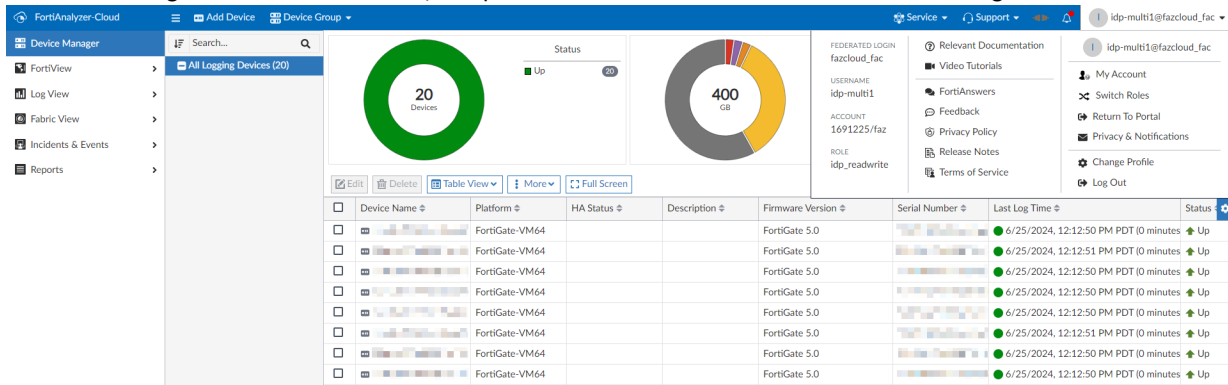 FortiAnalyzer-Cloud
Add Device
Device Group
Service
Support
idp-multi1@fazcloud_fac
Device Manager
FortiView
Log View
Fabric View
Incidents & Events
Reports
Search...
All Logging Devices (20)
20
Devices
Status
Up 20
400
GB
FEDERATED LOGIN
fazcloud_fac
USERNAME
idp-multi1
ACCOUNT
1691225/faz
ROLE
idp_readwrite
Relevant Documentation
Video Tutorials
FortiAnswers
Feedback
Privacy Policy
Release Notes
Terms of Service
I idp-multi1@fazcloud_fac
My Account
Switch Roles
Return To Portal
Privacy & Notifications
Change Profile
Log Out
Edit Delete Table View More Full Screen
Device Name Platform HA Status Description Firmware Version Serial Number Last Log Time Status
FortiGate-VM64 FortiGate 5.0 6/25/2024, 12:12:50 PM PDT (0 minutes Up
FortiGate-VM64 FortiGate 5.0 6/25/2024, 12:12:51 PM PDT (0 minutes Up
FortiGate-VM64 FortiGate 5.0 6/25/2024, 12:12:50 PM PDT (0 minutes Up
FortiGate-VM64 FortiGate 5.0 6/25/2024, 12:12:50 PM PDT (0 minutes Up
FortiGate-VM64 FortiGate 5.0 6/25/2024, 12:12:50 PM PDT (0 minutes Up
FortiGate-VM64 FortiGate 5.0 6/25/2024, 12:12:51 PM PDT (0 minutes Up
FortiGate-VM64 FortiGate 5.0 6/25/2024, 12:12:50 PM PDT (0 minutes Up
FortiGate-VM64 FortiGate 5.0 6/25/2024, 12:12:50 PM PDT (0 minutes Up